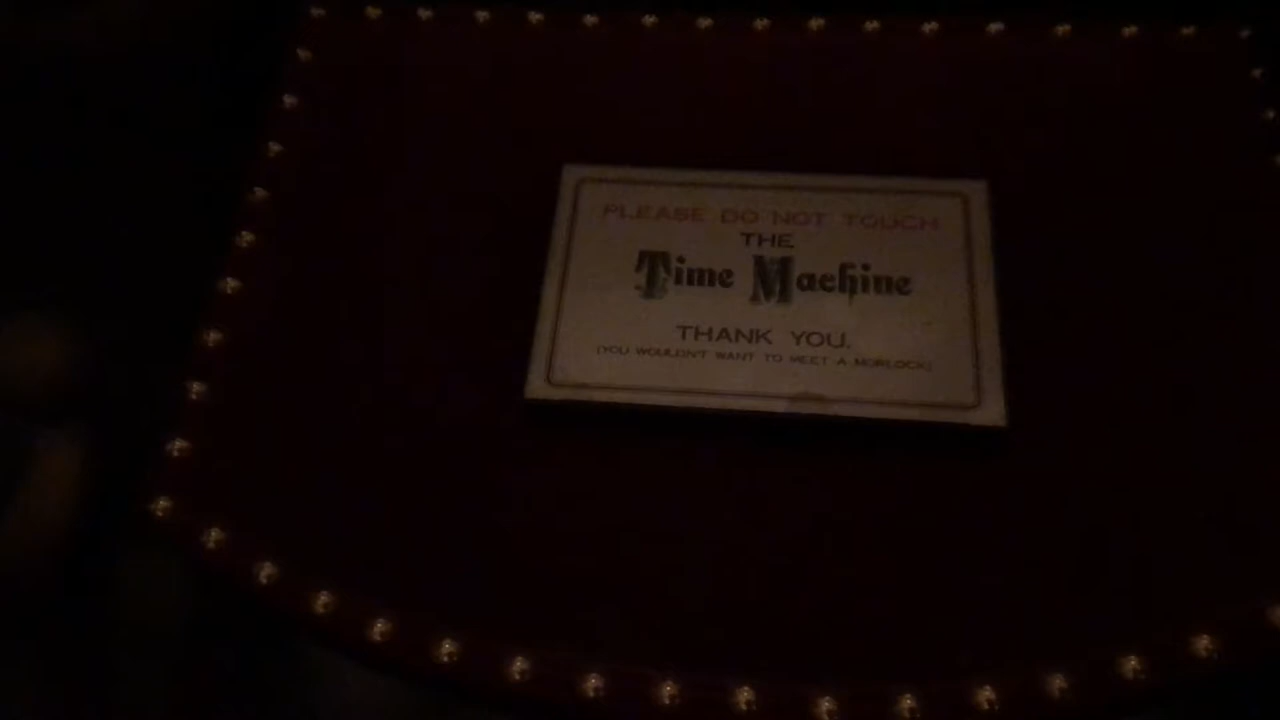 PLEASE DO NOT TOUCH
THE
Time Machine
THANK YOU.
(YOU WOULDN'T WANT TO MEET A MORLOCK)